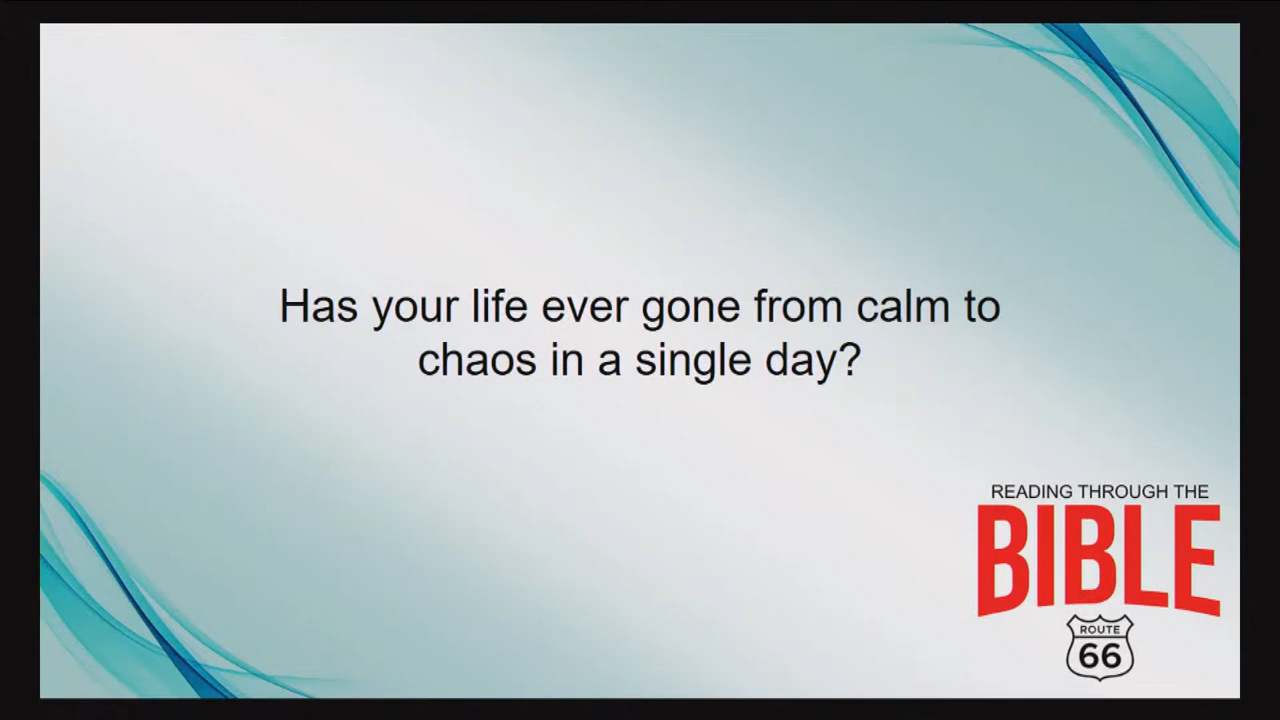 Has your life ever gone from calm to
chaos in a single day?
READING THROUGH THE
BIBLE
ROUTE
66